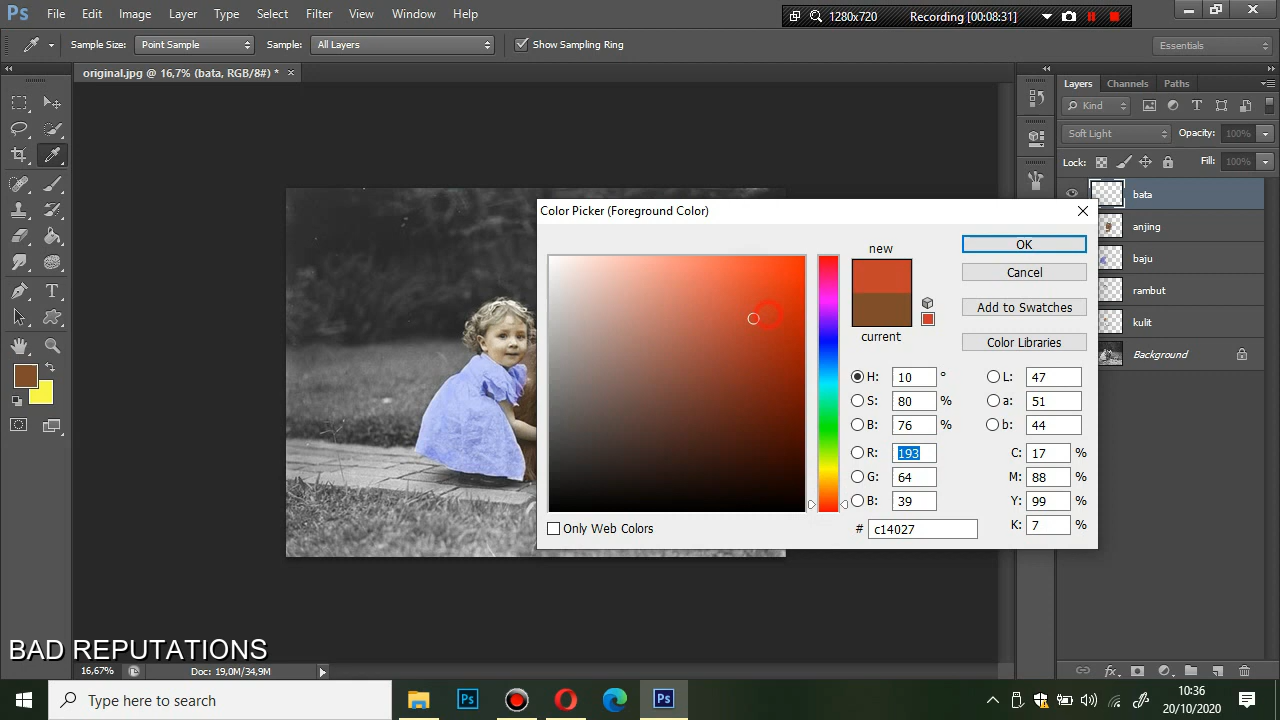 Ps File Edit Image Layer Type Select Filter View Window Help
1280x720 Recording [00:08:31]
Sample Size: Point Sample Sample: All Layers Show Sampling Ring Essentials
original.jpg @ 16,7% (bata, RGB/8#) * ×
Layers Channels Paths
Kind
Soft Light Opacity: 100%
Lock: Fill: 100%
bata
anjing
baju
rambut
kulit
Background
Color Picker (Foreground Color)
new
current
OK
Cancel
Add to Swatches
Color Libraries
H: 10 ° L: 47
S: 80 % a: 51
B: 76 % b: 44
R: 193 C: 17 %
G: 64 M: 88 %
B: 39 Y: 99 %
# c14027 K: 7 %
Only Web Colors
BAD REPUTATIONS
16,67% Doc: 19,0M/34,9M
Type here to search
Ps
Ps
10:36
20/10/2020